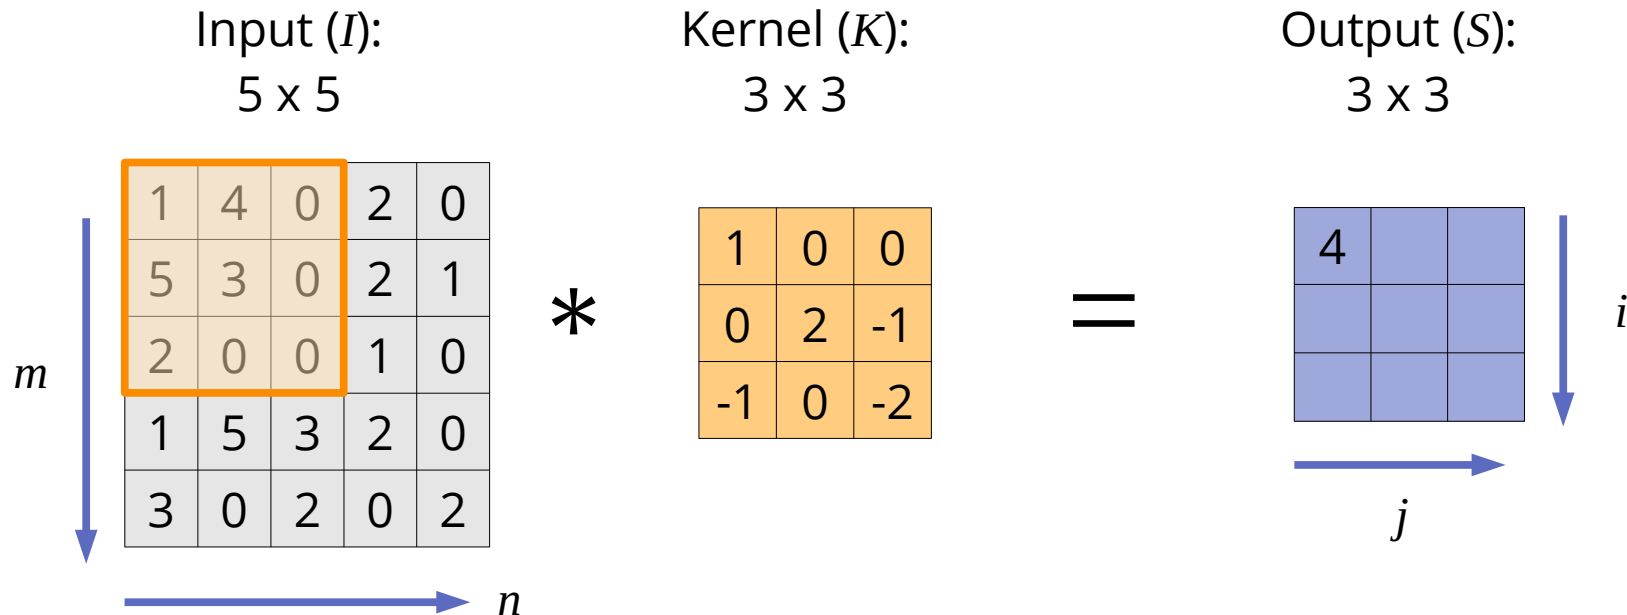 Input (I):
5 x 5
Kernel (K):
3 x 3
Output (S):
3 x 3
1 4 0 2 0
5 3 0 2 1
2 0 0 1 0
1 5 3 2 0
3 0 2 0 2
m
n
*
1 0 0
0 2 -1
-1 0 -2
=
4
i
j